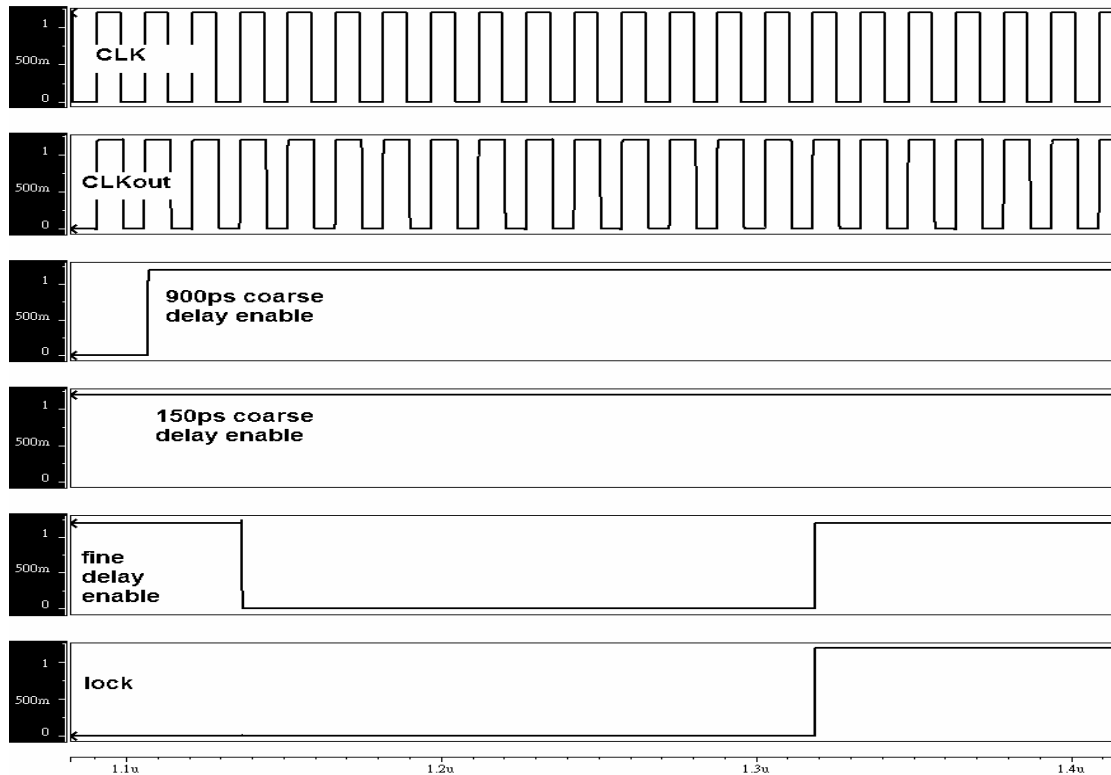 1
500m
0
CLK
1
500m
0
CLKout
1
500m
0
900ps coarse
delay enable
1
500m
0
150ps coarse
delay enable
1
500m
0
fine
delay
enable
1
500m
0
lock
1.1u 1.2u 1.3u 1.4u